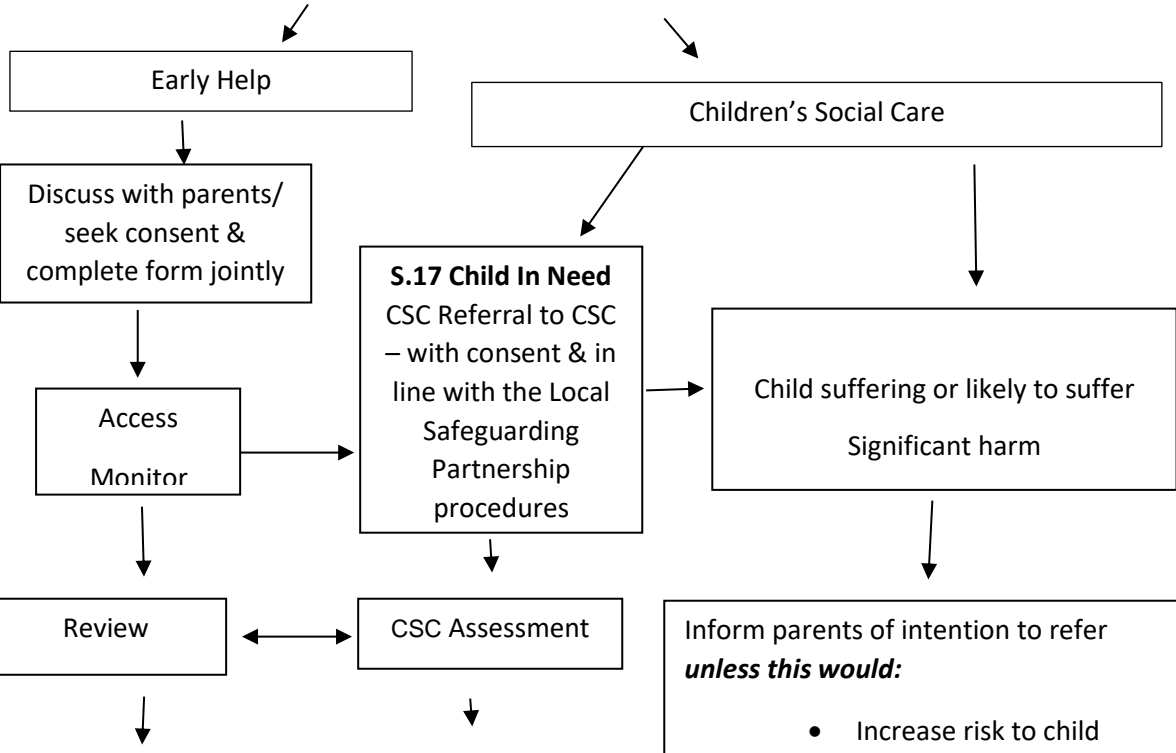 Early Help
Children’s Social Care
Discuss with parents/
seek consent &
complete form jointly
S.17 Child In Need
CSC Referral to CSC
– with consent & in
line with the Local
Safeguarding
Partnership
procedures
Child suffering or likely to suffer
Significant harm
Access
Monitor
Review
CSC Assessment
Inform parents of intention to refer
unless this would:
• Increase risk to child